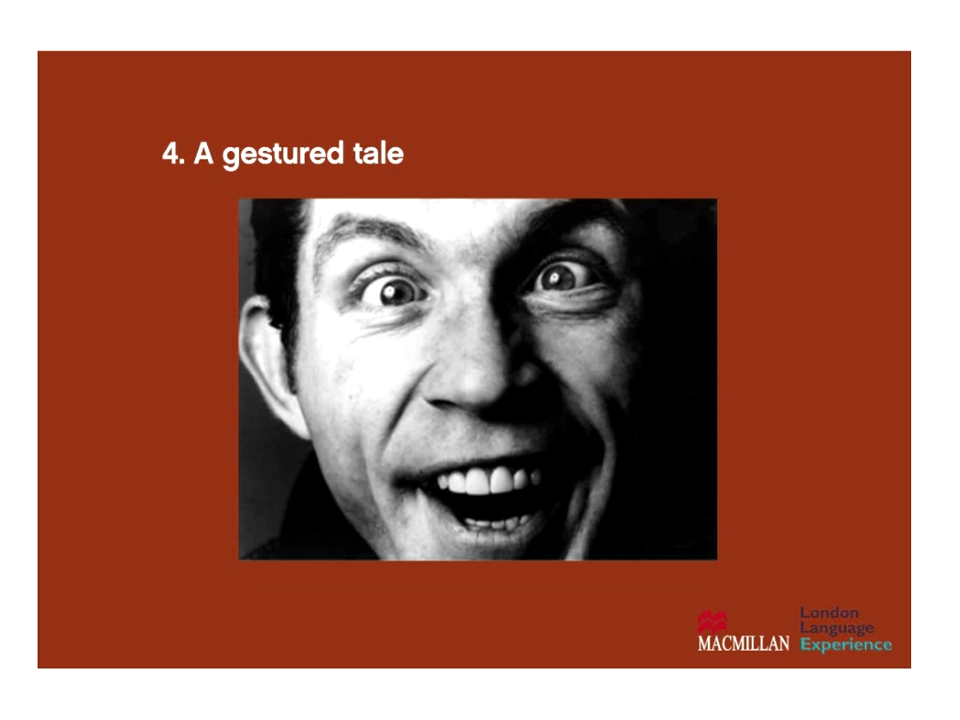 4. A gestured tale
MACMILLAN
London
Language
Experience